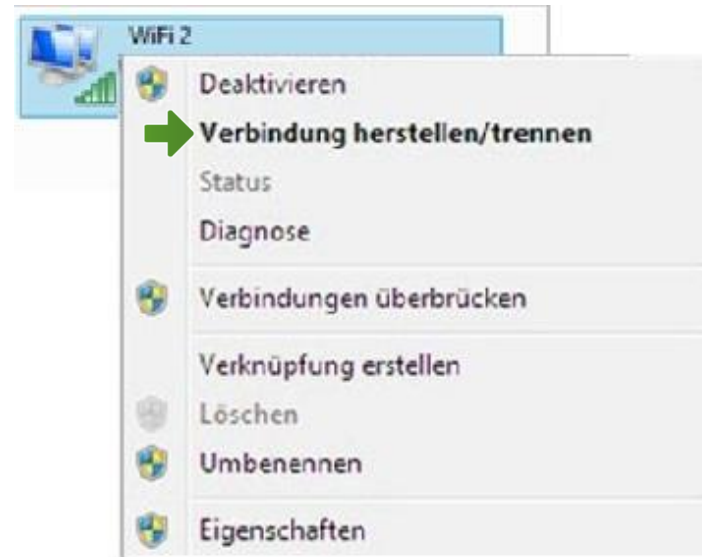 WiFi 2
Deaktivieren
Verbindung herstellen/trennen
Status
Diagnose
Verbindungen überbrücken
Verknüpfung erstellen
Löschen
Umbenennen
Eigenschaften